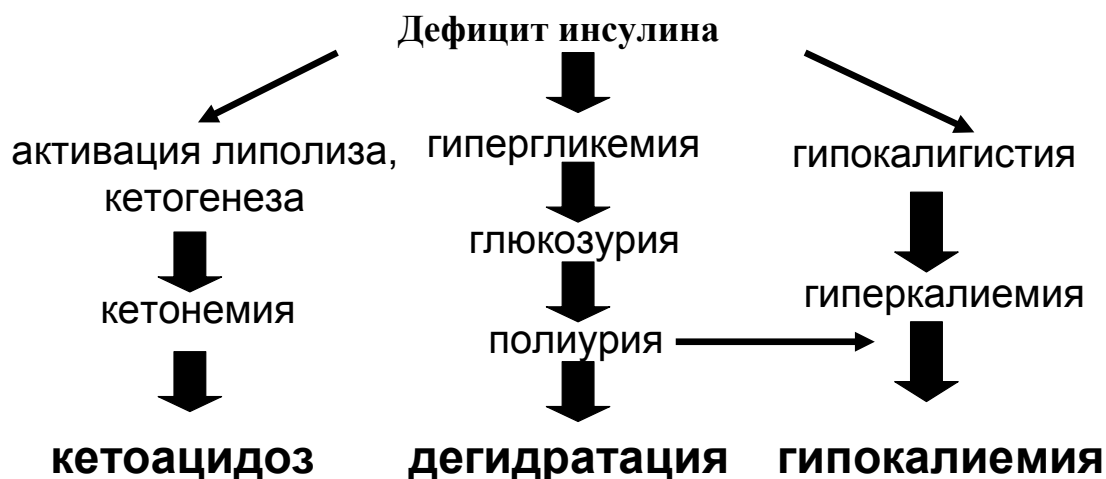 Дефицит инсулина
активация липолиза,
кетогенеза
кетонемия
кетоацидоз
гипергликемия
глюкозурия
полиурия
дегидратация
гипокалигистия
гиперкалиемия
гипокалиемия